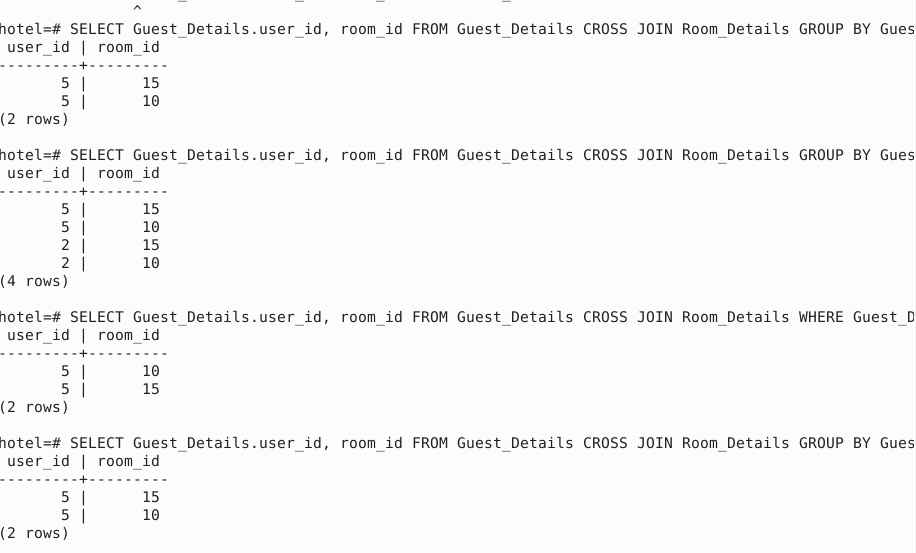 ^
hotel=# SELECT Guest_Details.user_id, room_id FROM Guest_Details CROSS JOIN Room_Details GROUP BY Gues
user_id | room_id
---------+---------
5 | 15
5 | 10
(2 rows)
hotel=# SELECT Guest_Details.user_id, room_id FROM Guest_Details CROSS JOIN Room_Details GROUP BY Gues
user_id | room_id
---------+---------
5 | 15
5 | 10
2 | 15
2 | 10
(4 rows)
hotel=# SELECT Guest_Details.user_id, room_id FROM Guest_Details CROSS JOIN Room_Details WHERE Guest_D
user_id | room_id
---------+---------
5 | 10
5 | 15
(2 rows)
hotel=# SELECT Guest_Details.user_id, room_id FROM Guest_Details CROSS JOIN Room_Details GROUP BY Gues
user_id | room_id
---------+---------
5 | 15
5 | 10
(2 rows)